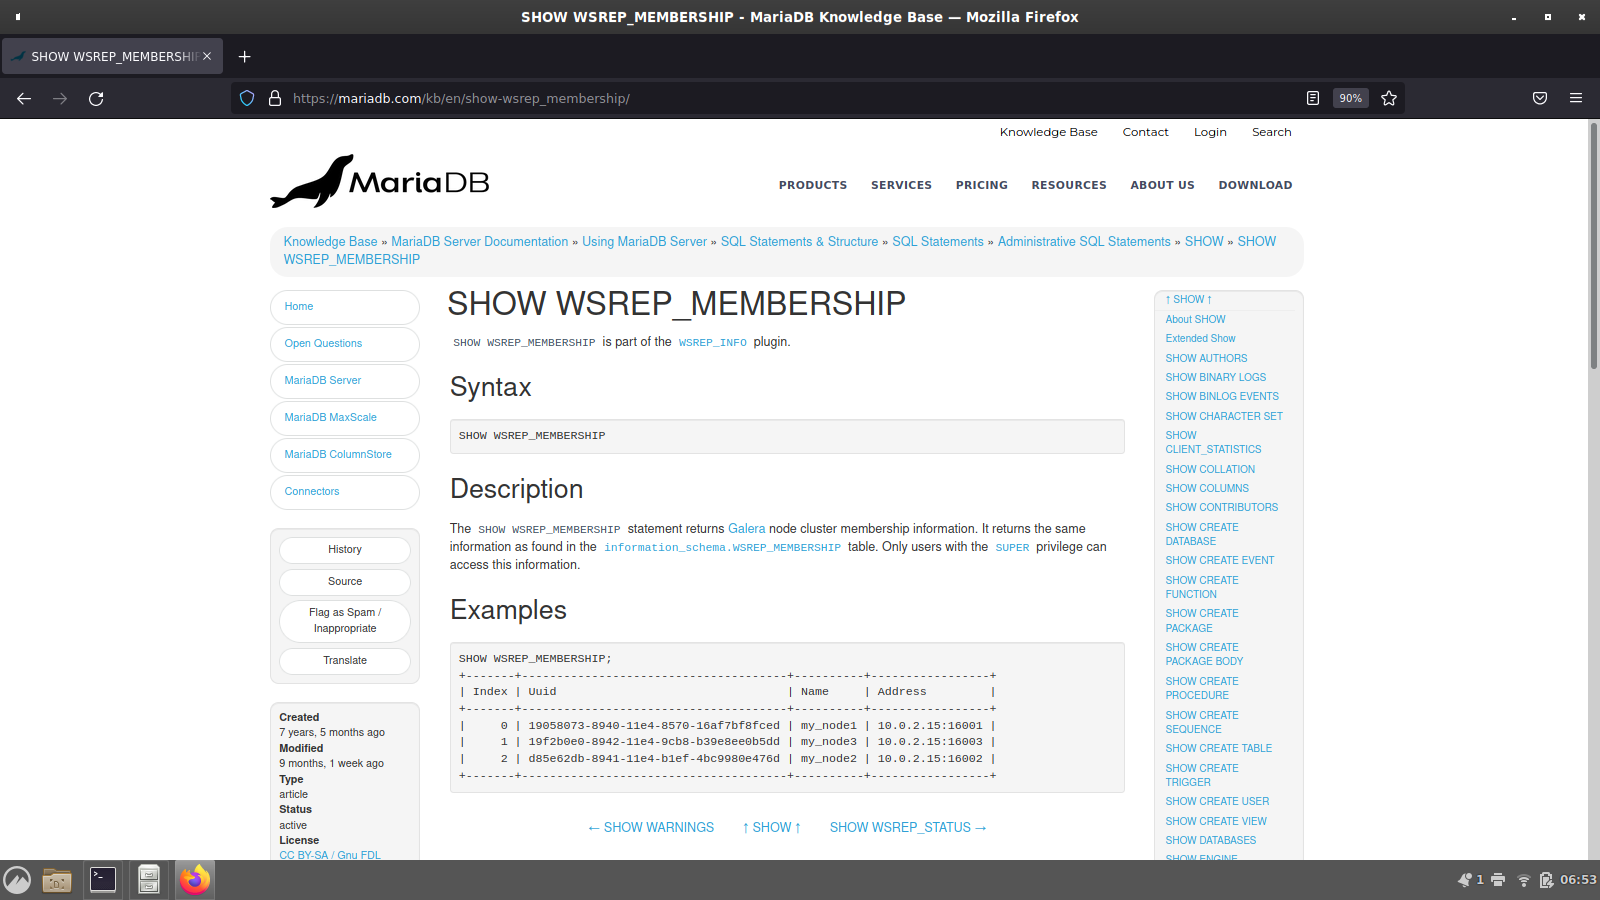 SHOW WSREP_MEMBERSHIP - MariaDB Knowledge Base — Mozilla Firefox
SHOW WSREP_MEMBERSHIP
https://mariadb.com/kb/en/show-wsrep_membership/
90%
Knowledge Base Contact Login Search
MariaDB
PRODUCTS SERVICES PRICING RESOURCES ABOUT US DOWNLOAD
Knowledge Base » MariaDB Server Documentation » Using MariaDB Server » SQL Statements & Structure » SQL Statements » Administrative SQL Statements » SHOW » SHOW
WSREP_MEMBERSHIP
Home
Open Questions
MariaDB Server
MariaDB MaxScale
MariaDB ColumnStore
Connectors
History
Source
Flag as Spam /
Inappropriate
Translate
Created
7 years, 5 months ago
Modified
9 months, 1 week ago
Type
article
Status
active
License
CC BY-SA / Gnu FDL
SHOW WSREP_MEMBERSHIP
SHOW WSREP_MEMBERSHIP is part of the WSREP_INFO plugin.
Syntax
SHOW WSREP_MEMBERSHIP
Description
The SHOW WSREP_MEMBERSHIP statement returns Galera node cluster membership information. It returns the same
information as found in the information_schema.WSREP_MEMBERSHIP table. Only users with the SUPER privilege can
access this information.
Examples
SHOW WSREP_MEMBERSHIP;
+-------+--------------------------------------+----------+-----------------+
| Index | Uuid                                 | Name     | Address         |
+-------+--------------------------------------+----------+-----------------+
|     0 | 19058073-8940-11e4-8570-16af7bf8fced | my_node1 | 10.0.2.15:16001 |
|     1 | 19f2b0e0-8942-11e4-9cb8-b39e8ee0b5dd | my_node3 | 10.0.2.15:16003 |
|     2 | d85e62db-8941-11e4-b1ef-4bc9980e476d | my_node2 | 10.0.2.15:16002 |
+-------+--------------------------------------+----------+-----------------+
← SHOW WARNINGS ↑ SHOW ↑ SHOW WSREP_STATUS →
↑ SHOW ↑
About SHOW
Extended Show
SHOW AUTHORS
SHOW BINARY LOGS
SHOW BINLOG EVENTS
SHOW CHARACTER SET
SHOW
CLIENT_STATISTICS
SHOW COLLATION
SHOW COLUMNS
SHOW CONTRIBUTORS
SHOW CREATE
DATABASE
SHOW CREATE EVENT
SHOW CREATE
FUNCTION
SHOW CREATE
PACKAGE
SHOW CREATE
PACKAGE BODY
SHOW CREATE
PROCEDURE
SHOW CREATE
SEQUENCE
SHOW CREATE TABLE
SHOW CREATE
TRIGGER
SHOW CREATE USER
SHOW CREATE VIEW
SHOW DATABASES
SHOW ENGINE
1 06:53